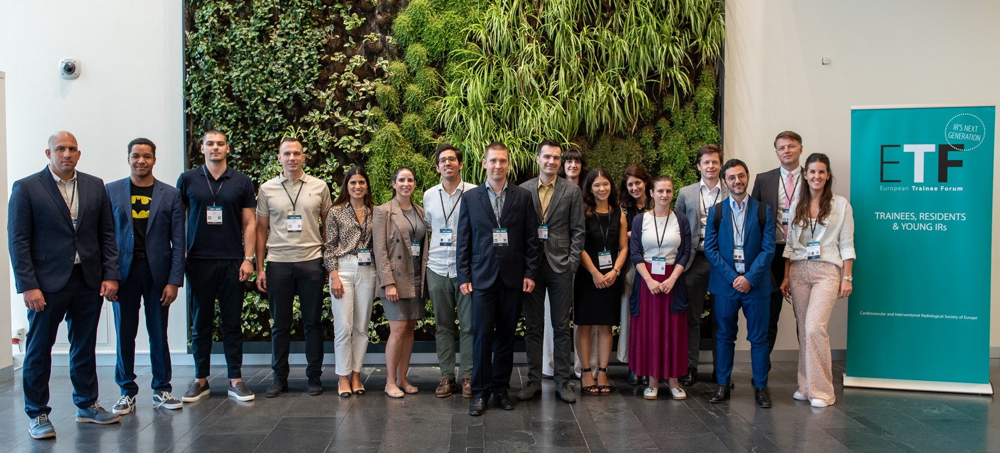 IR'S NEXT
GENERATION
ETF
European Trainee Forum
TRAINEES, RESIDENTS
& YOUNG IRs
Cardiovascular and Interventional Radiological Society of Europe